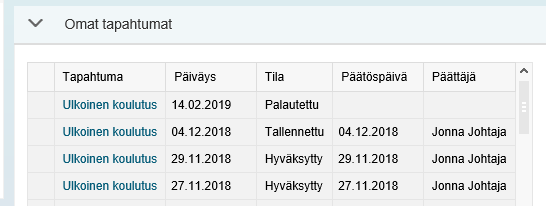 Omat tapahtumat
Tapahtuma Päiväys Tila Päätöspäivä Päättäjä
Ulkoinen koulutus 14.02.2019 Palautettu
Ulkoinen koulutus 04.12.2018 Tallennettu 04.12.2018 Jonna Johtaja
Ulkoinen koulutus 29.11.2018 Hyväksytty 29.11.2018 Jonna Johtaja
Ulkoinen koulutus 27.11.2018 Hyväksytty 27.11.2018 Jonna Johtaja